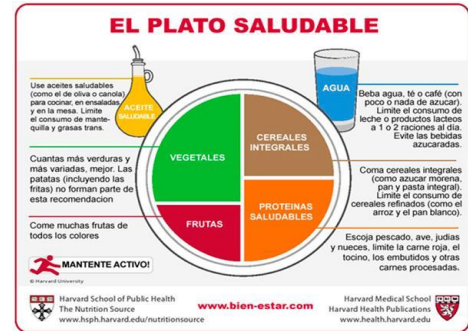 EL PLATO SALUDABLE
Use aceites saludables
(como el de oliva o canola)
para cocinar, en ensaladas
y en la mesa. Limite
el consumo de mante-
quilla y grasas trans.
ACEITE
SALUDABLE
AGUA
Beba agua, té o café (con
poco o nada de azucar).
Limite el consumo de
leche o productos lacteos
a 1 o 2 raciones al día.
Evite las bebidas
azucaradas.
VEGETALES
CEREALES
INTEGRALES
Cuantas más verduras y
más variadas, mejor. Las
patatas (incluyendo las
fritas) no forman parte de
esta recomendacion
Coma cereales integrales
(como azucar morena,
pan y pasta integral).
Limite el consumo de
cereales refinados (como el
arroz y el pan blanco).
FRUTAS
PROTEINAS
SALUDABLES
Come muchas frutas de
todos los colores
Escoja pescado, ave, judias
y nueces, limite la carne roja, el
tocino, los embutidos y otras
carnes procesadas.
MANTENTE ACTIVO!
© Harvard University
Harvard School of Public Health
The Nutrition Source
www.hsph.harvard.edu/nutritionsource
www.bien-estar.com
Harvard Medical School
Harvard Health Publications
www.health.harvard.edu